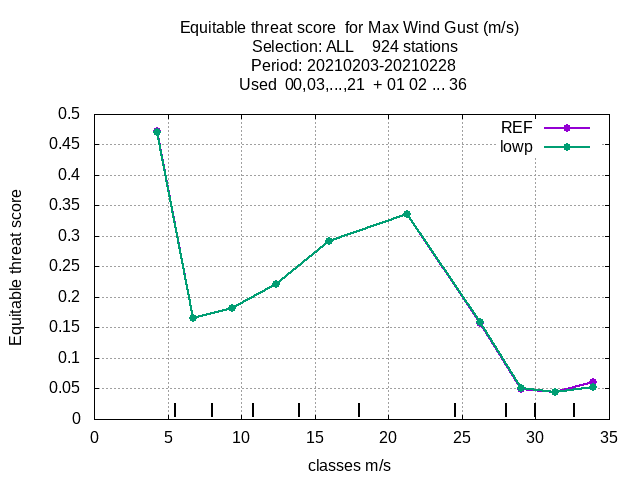 Equitable threat score  for Max Wind Gust (m/s)
Selection: ALL    924 stations
Period: 20210203-20210228
Used  00,03,...,21  + 01 02 ... 36
REF
lowp
0.5
0.45
0.4
0.35
0.3
0.25
0.2
0.15
0.1
0.05
0
Equitable threat score
0 5 10 15 20 25 30 35
classes m/s